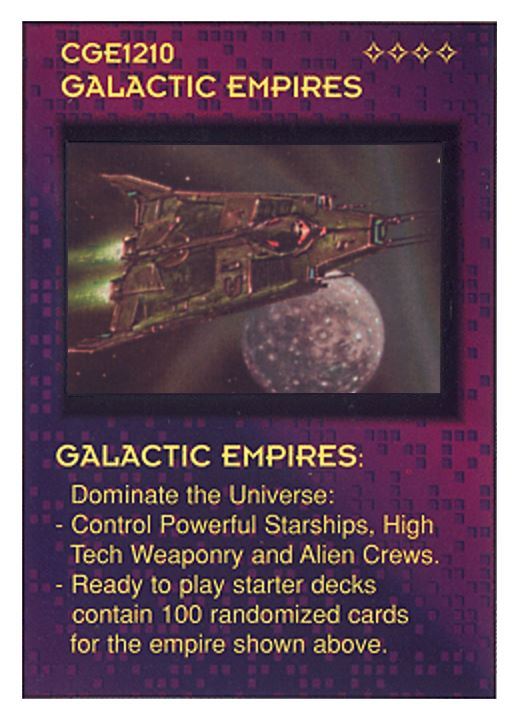 CGE1210
GALACTIC EMPIRES
GALACTIC EMPIRES:
Dominate the Universe:
- Control Powerful Starships, High
Tech Weaponry and Alien Crews.
- Ready to play starter decks
contain 100 randomized cards
for the empire shown above.